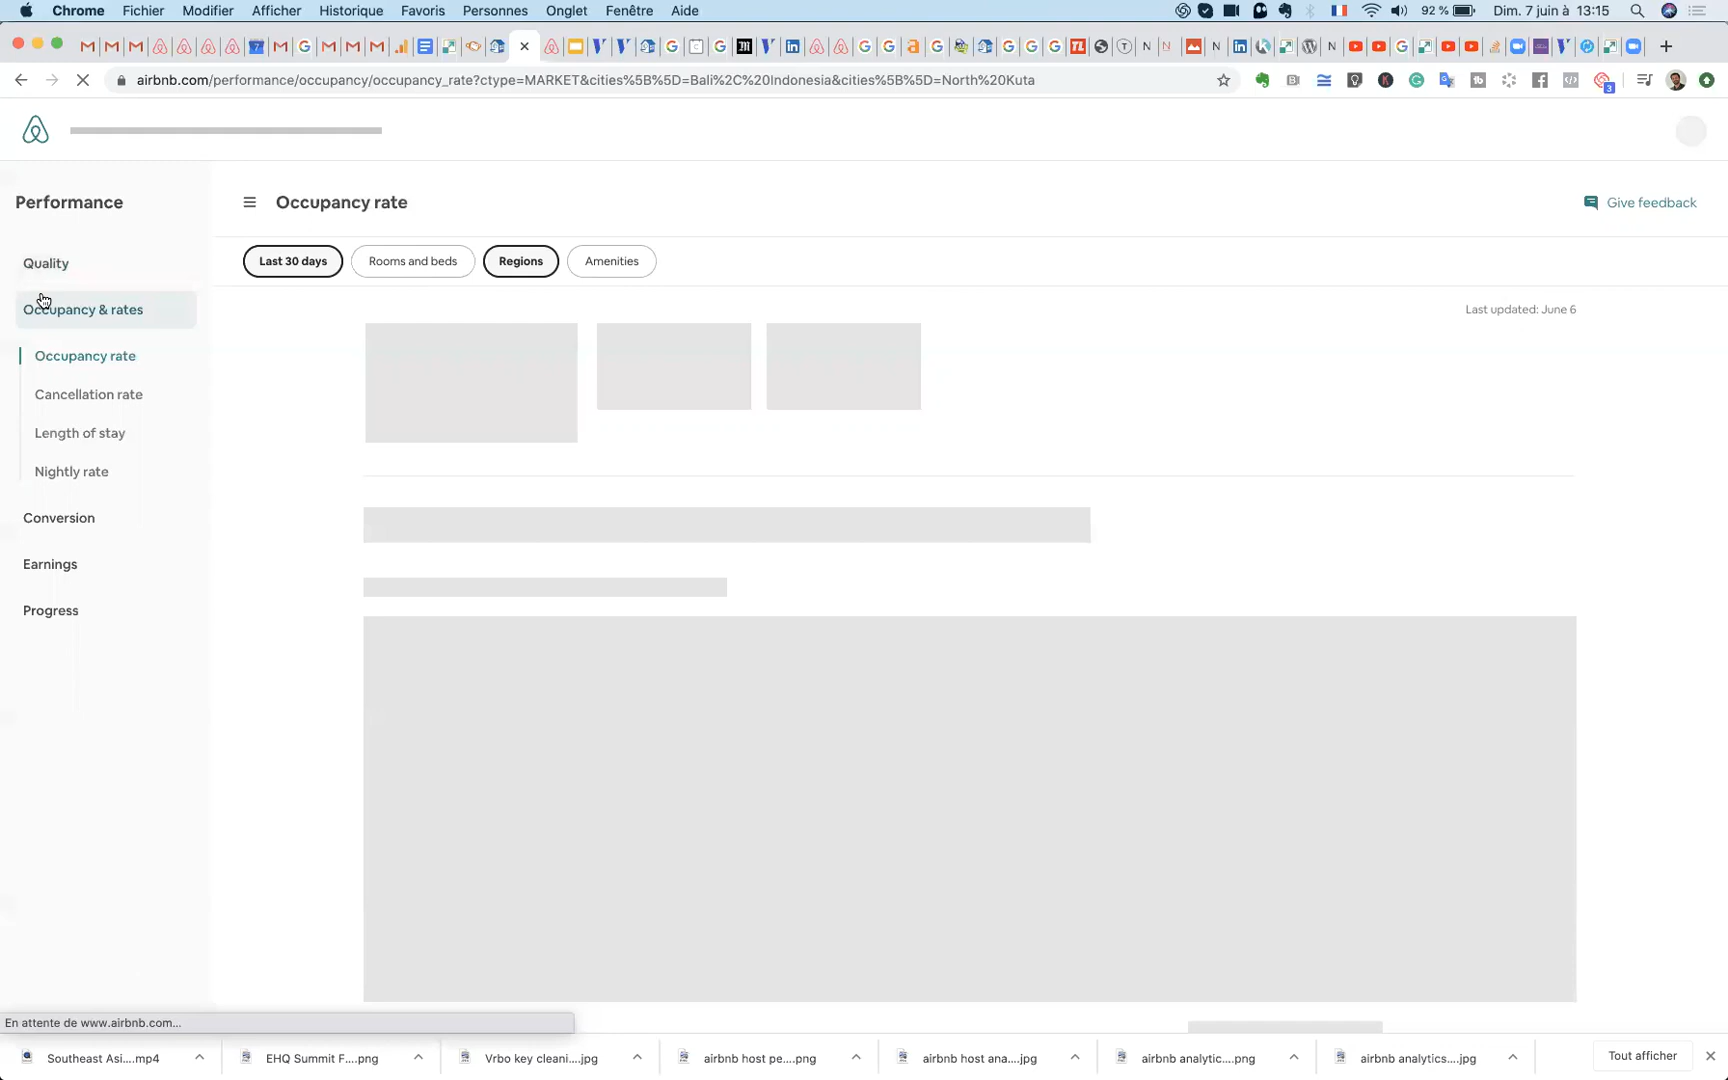 Chrome Fichier Modifier Afficher Historique Favoris Personnes Onglet Fenêtre Aide 92 % Dim. 7 juin à 13:15
airbnb.com/performance/occupancy/occupancy_rate?ctype=MARKET&cities%5B%5D=Bali%2C%20Indonesia&cities%5B%5D=North%20Kuta
3
Performance
Occupancy rate
Give feedback
Quality
Last 30 days Rooms and beds Regions Amenities
Occupancy & rates
Last updated: June 6
Occupancy rate
Cancellation rate
Length of stay
Nightly rate
Conversion
Earnings
Progress
En attente de www.airbnb.com...
Southeast Asi....mp4 EHQ Summit F....png Vrbo key cleani....jpg airbnb host pe....png airbnb host ana....jpg airbnb analytic....png airbnb analytics....jpg Tout afficher